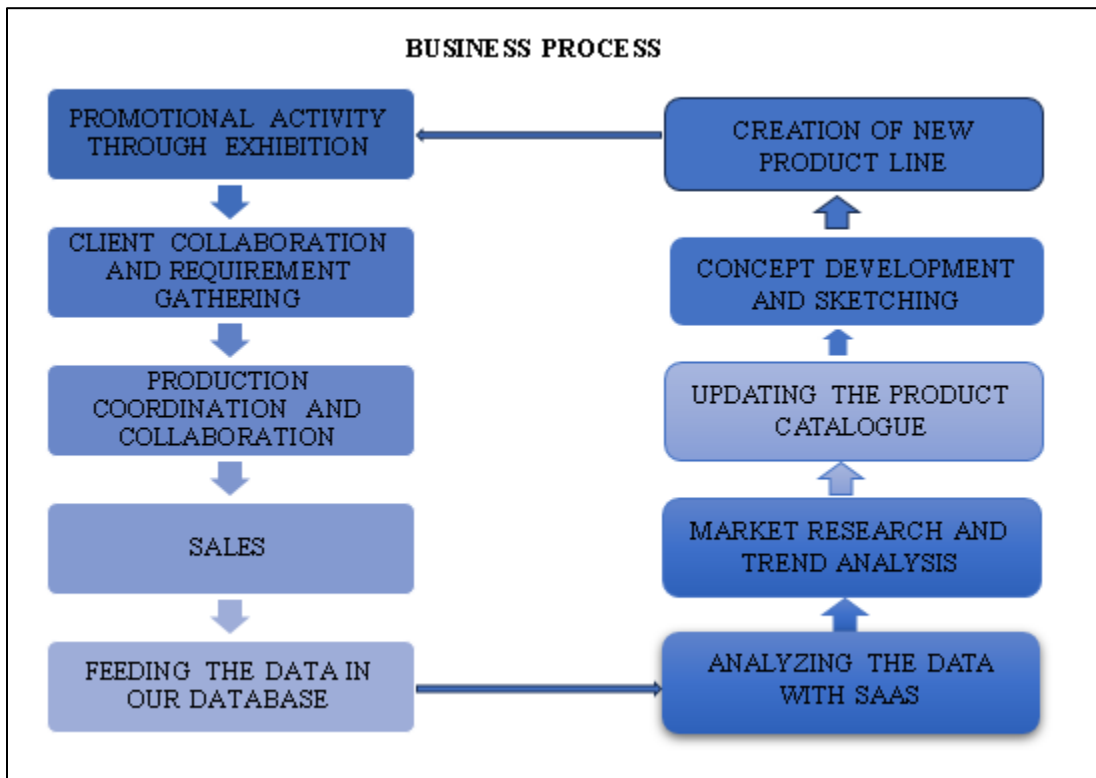 BUSINESS PROCESS
PROMOTIONAL ACTIVITY
THROUGH EXHIBITION
CLIENT COLLABORATION
AND REQUIREMENT
GATHERING
PRODUCTION
COORDINATION AND
COLLABORATION
SALES
FEEDING THE DATA IN
OUR DATABASE
ANALYZING THE DATA
WITH SAAS
MARKET RESEARCH AND
TREND ANALYSIS
UPDATING THE PRODUCT
CATALOGUE
CONCEPT DEVELOPMENT
AND SKETCHING
CREATION OF NEW
PRODUCT LINE